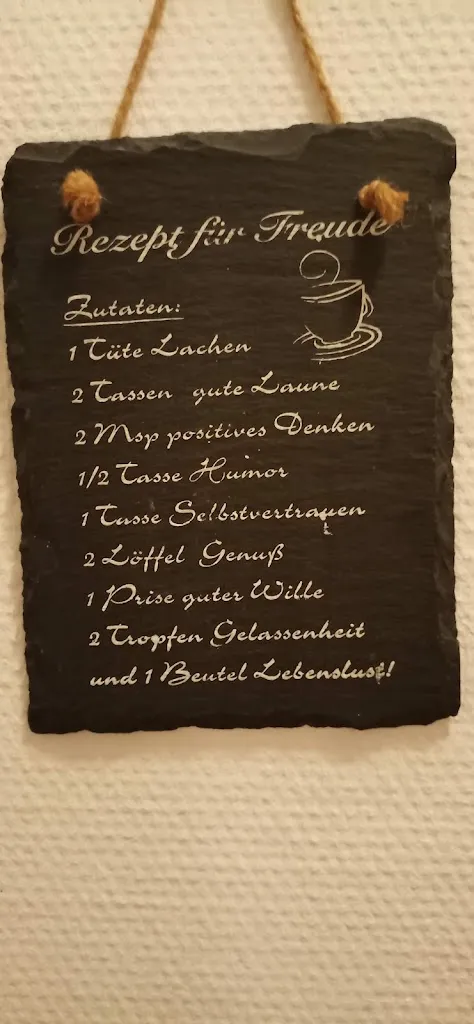 Rezept für Freude
Zutaten:
1 Tüte Lachen
2 Tassen gute Laune
2 Msp positives Denken
1/2 Tasse Humor
1 Tasse Selbstvertrauen
2 Löffel Genuß
1 Prise guter Wille
2 Tropfen Gelassenheit
und 1 Beutel Lebenslust!